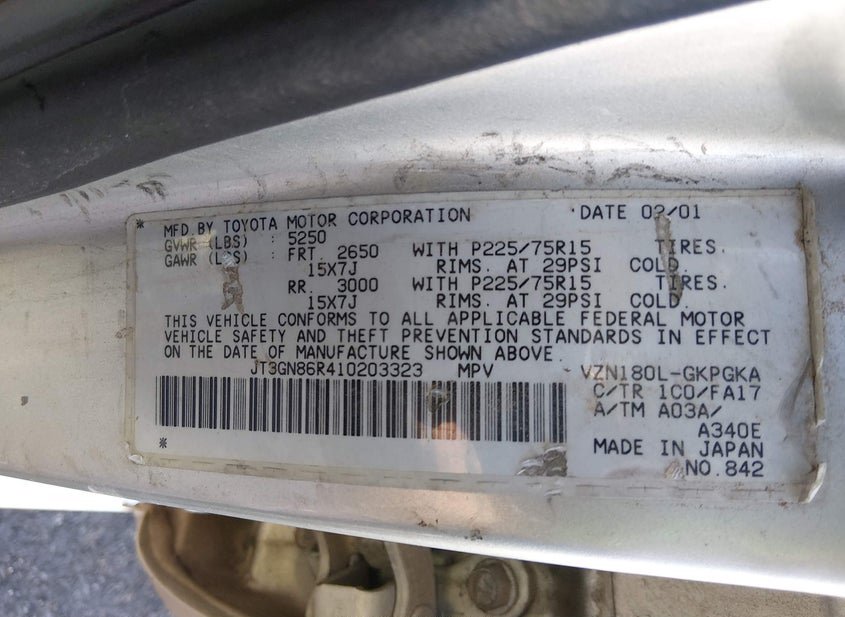 * MFD BY TOYOTA MOTOR CORPORATION DATE 02/01
GVWR (LBS) : 5250
GAWR (LBS) : FRT. 2650 WITH P225/75R15 TIRES.
15X7J RIMS. AT 29PSI COLD.
RR. 3000 WITH P225/75R15 TIRES.
15X7J RIMS. AT 29PSI COLD.
THIS VEHICLE CONFORMS TO ALL APPLICABLE FEDERAL MOTOR
VEHICLE SAFETY AND THEFT PREVENTION STANDARDS IN EFFECT
ON THE DATE OF MANUFACTURE SHOWN ABOVE.
JT3GN86R410203323 MPV VZN180L-GKPGKA
C/TR 1C0/FA17
A/TM A03A/
A340E
* MADE IN JAPAN
NO.842